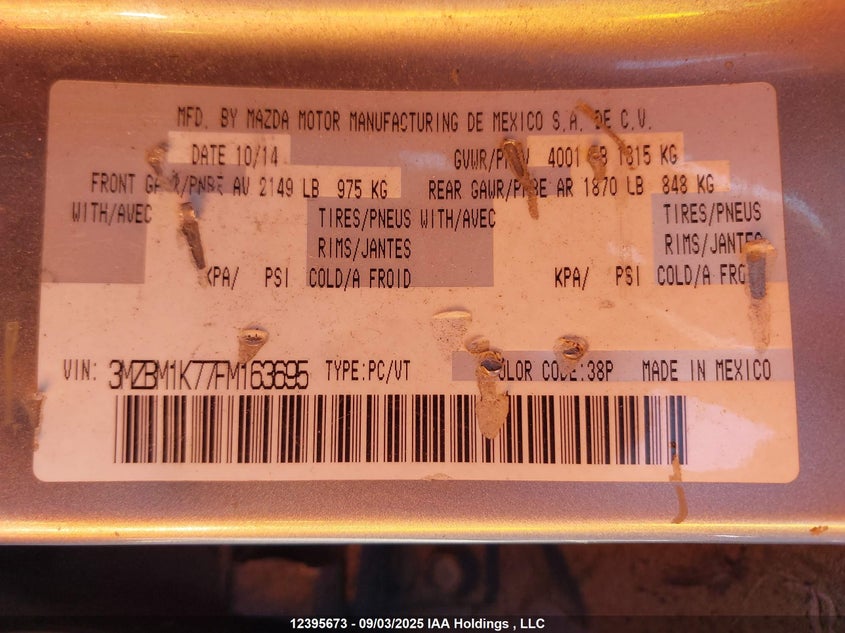 MFD. BY MAZDA MOTOR MANUFACTURING DE MEXICO S.A. DE C.V.
DATE 10/14 GVWR/PNBV 4001 LB 1815 KG
FRONT GAWR/PNBE AV 2149 LB 975 KG REAR GAWR/PNBE AR 1870 LB 848 KG
WITH/AVEC TIRES/PNEUS WITH/AVEC TIRES/PNEUS
RIMS/JANTES RIMS/JANTES
KPA/ PSI COLD/A FROID KPA/ PSI COLD/A FROID
VIN: 3MZBM1K77FM163695 TYPE:PC/VT COLOR CODE:38P MADE IN MEXICO
12395673 - 09/03/2025 IAA Holdings , LLC